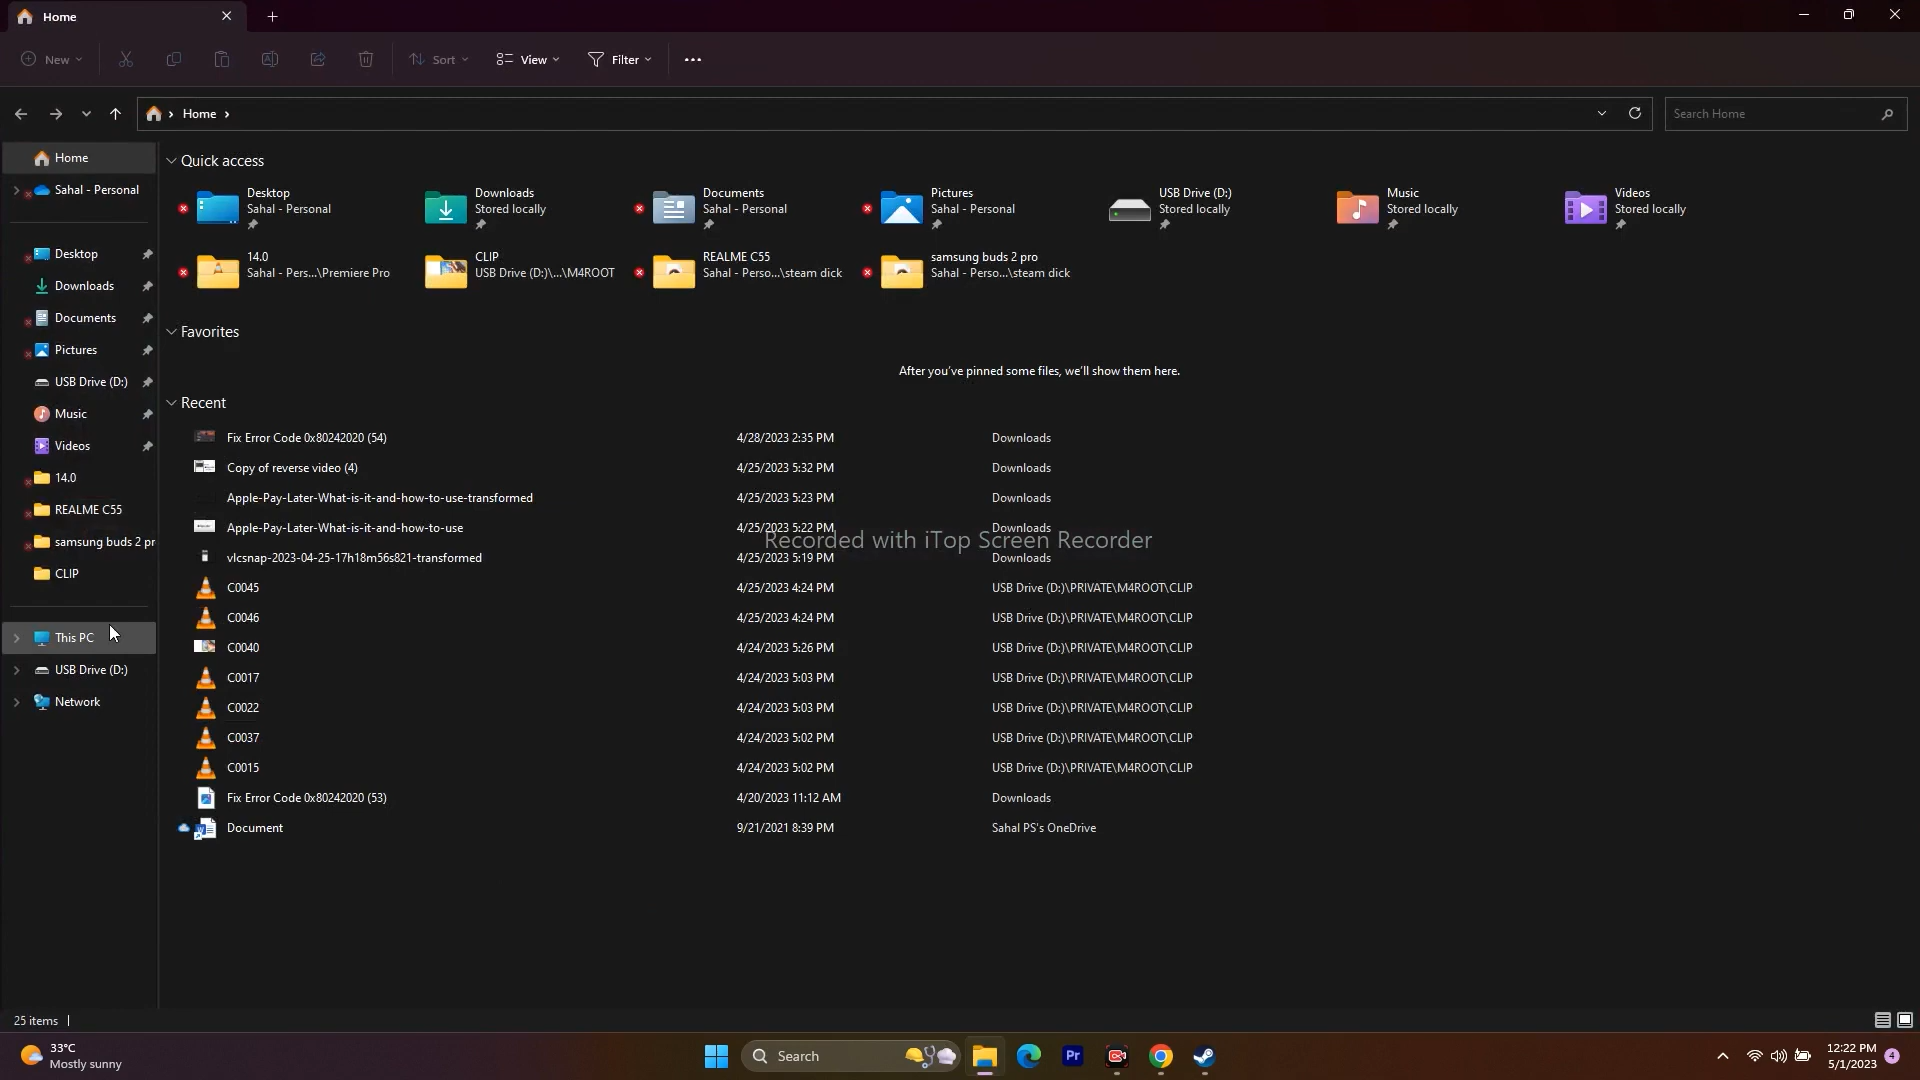 Home
New
Sort
View
Filter
Home
Search Home
Home
Sahal - Personal
Desktop
Downloads
Documents
Pictures
USB Drive (D:)
Music
Videos
14.0
REALME C55
samsung buds 2 pr
CLIP
This PC
USB Drive (D:)
Network
Quick access
Desktop
Sahal - Personal
Downloads
Stored locally
Documents
Sahal - Personal
Pictures
Sahal - Personal
USB Drive (D:)
Stored locally
Music
Stored locally
Videos
Stored locally
14.0
Sahal - Pers...\Premiere Pro
CLIP
USB Drive (D:)\...\M4ROOT
REALME C55
Sahal - Perso...\steam dick
samsung buds 2 pro
Sahal - Perso...\steam dick
Favorites
After you've pinned some files, we'll show them here.
Recent
Fix Error Code 0x80242020 (54) 4/28/2023 2:35 PM Downloads
Copy of reverse video (4) 4/25/2023 5:32 PM Downloads
Apple-Pay-Later-What-is-it-and-how-to-use-transformed 4/25/2023 5:23 PM Downloads
Apple-Pay-Later-What-is-it-and-how-to-use 4/25/2023 5:22 PM Downloads
Recorded with iTop Screen Recorder
vlcsnap-2023-04-25-17h18m56s821-transformed 4/25/2023 5:19 PM Downloads
C0045 4/25/2023 4:24 PM USB Drive (D:)\PRIVATE\M4ROOT\CLIP
C0046 4/25/2023 4:24 PM USB Drive (D:)\PRIVATE\M4ROOT\CLIP
C0040 4/24/2023 5:26 PM USB Drive (D:)\PRIVATE\M4ROOT\CLIP
C0017 4/24/2023 5:03 PM USB Drive (D:)\PRIVATE\M4ROOT\CLIP
C0022 4/24/2023 5:03 PM USB Drive (D:)\PRIVATE\M4ROOT\CLIP
C0037 4/24/2023 5:02 PM USB Drive (D:)\PRIVATE\M4ROOT\CLIP
C0015 4/24/2023 5:02 PM USB Drive (D:)\PRIVATE\M4ROOT\CLIP
Fix Error Code 0x80242020 (53) 4/20/2023 11:12 AM Downloads
Document 9/21/2021 8:39 PM Sahal PS's OneDrive
25 items
33°C
Mostly sunny
Search
Pr
12:22 PM
5/1/2023
4